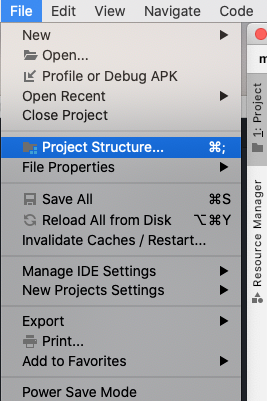 File Edit View Navigate Code
New
Open...
Profile or Debug APK
Open Recent
Close Project
Project Structure... ⌘;
File Properties
Save All ⌘S
Reload All from Disk ⌥⌘Y
Invalidate Caches / Restart...
Manage IDE Settings
New Projects Settings
Export
Print...
Add to Favorites
Power Save Mode
1: Project
Resource Manager